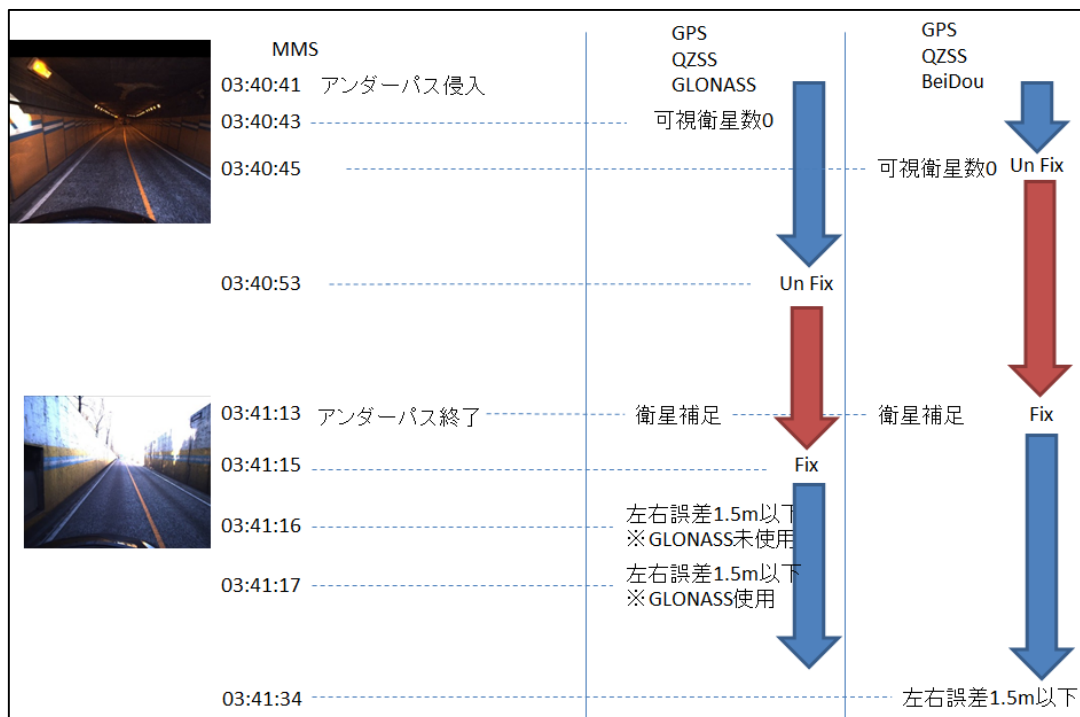 MMS
GPS
QZSS
GLONASS
GPS
QZSS
BeiDou
03:40:41 アンダーパス侵入
03:40:43 可視衛星数0
03:40:45 可視衛星数0 Un Fix
03:40:53 Un Fix
03:41:13 アンダーパス終了 衛星補足 衛星補足 Fix
03:41:15 Fix
03:41:16 左右誤差1.5m以下
※GLONASS未使用
03:41:17 左右誤差1.5m以下
※GLONASS使用
03:41:34 左右誤差1.5m以下